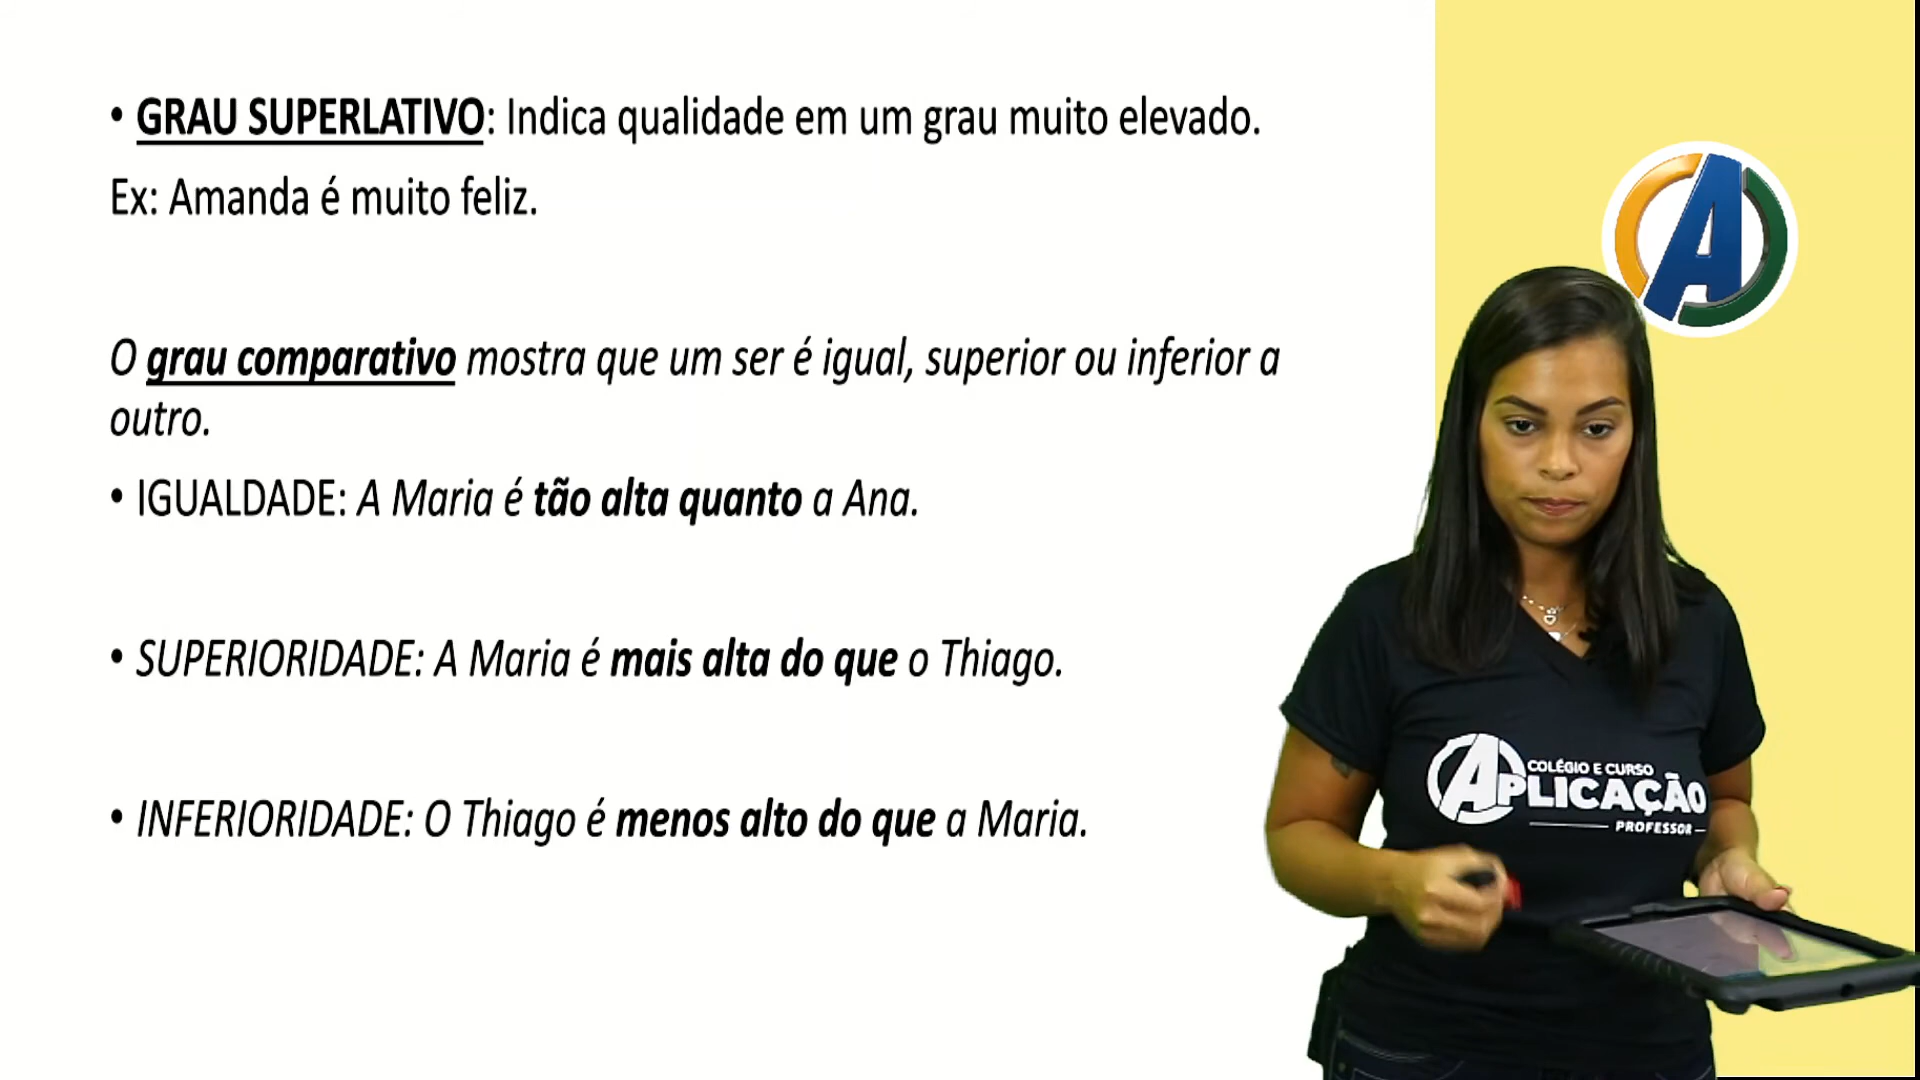 • GRAU SUPERLATIVO: Indica qualidade em um grau muito elevado.
Ex: Amanda é muito feliz.
O grau comparativo mostra que um ser é igual, superior ou inferior a
outro.
• IGUALDADE: A Maria é tão alta quanto a Ana.
• SUPERIORIDADE: A Maria é mais alta do que o Thiago.
• INFERIORIDADE: O Thiago é menos alto do que a Maria.
A
COLÉGIO E CURSO
APLICAÇÃO
PROFESSOR